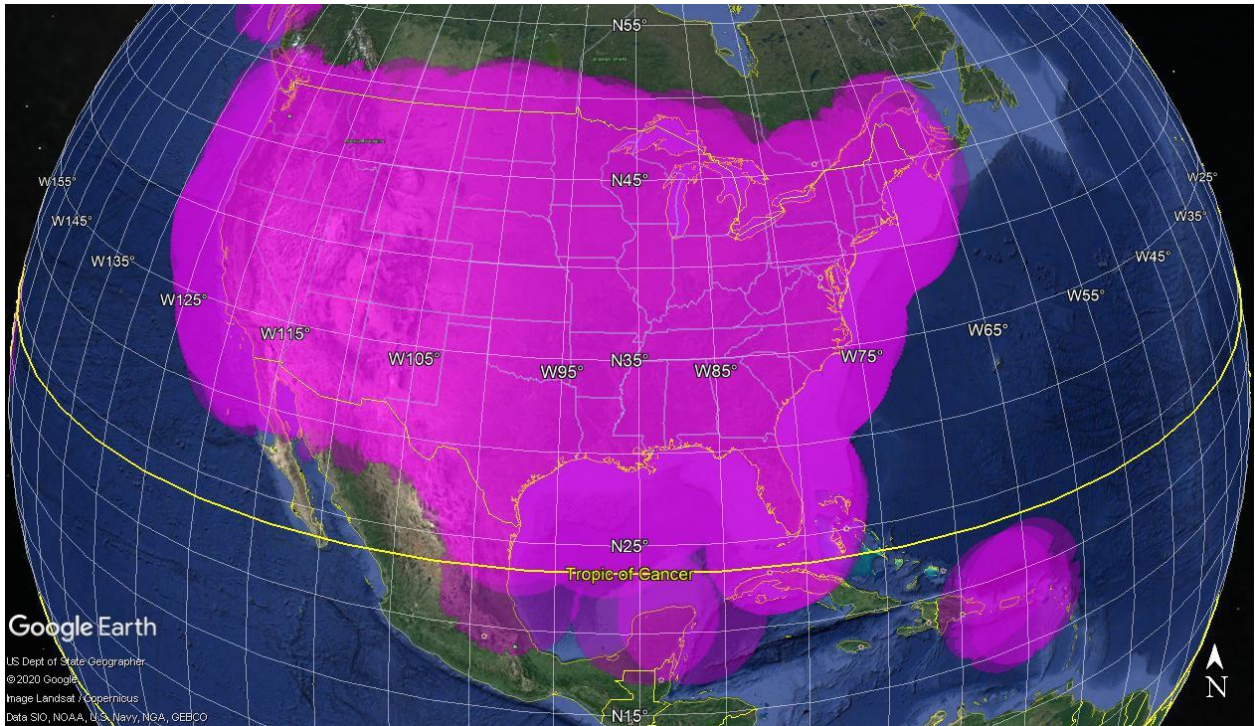 N55°
W155°
N45°
W25°
W145°
W35°
W135°
W45°
W125°
W55°
W115°
W65°
W105°
N35°
W75°
W95°
W85°
N25°
Tropic of Cancer
Google Earth
US Dept of State Geographer
© 2020 Google
Image Landsat / Copernicus
Data SIO, NOAA, U.S. Navy, NGA, GEBCO
N
N15°